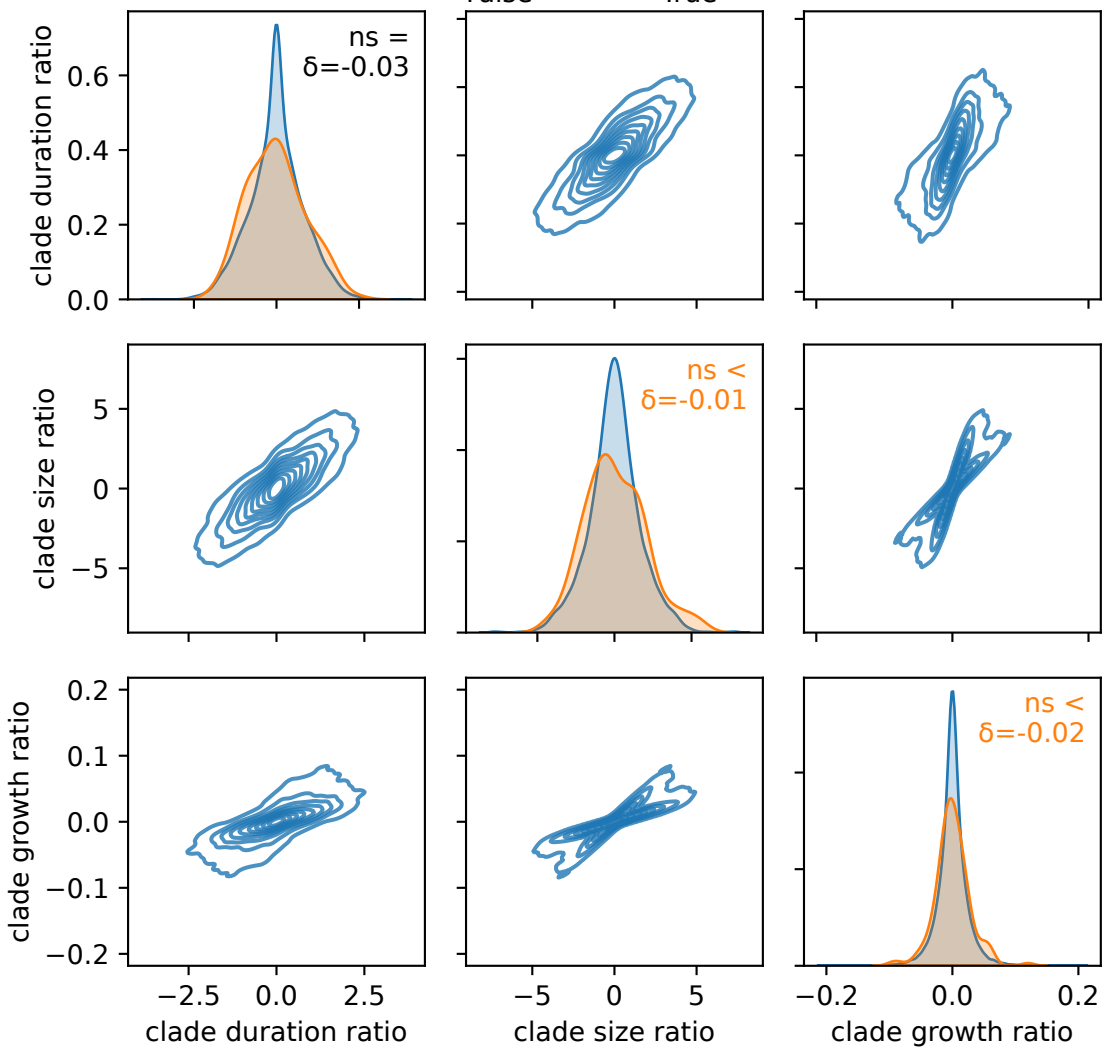 ns =
δ=-0.03
clade duration ratio
0.6
0.4
0.2
0.0
ns <
δ=-0.01
clade size ratio
5
0
−5
ns <
δ=-0.02
clade growth ratio
0.2
0.1
0.0
−0.1
−0.2
−2.5 0.0 2.5
clade duration ratio
−5 0 5
clade size ratio
−0.2 0.0 0.2
clade growth ratio